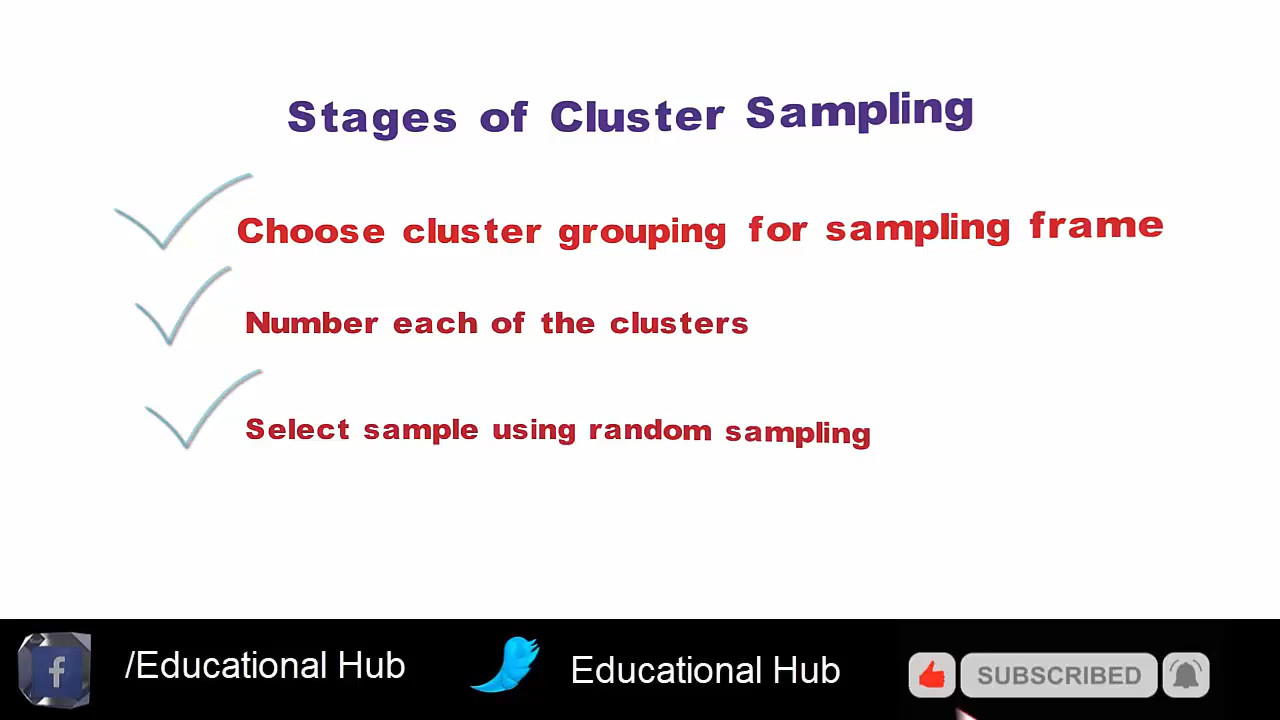 Stages of Cluster Sampling
Choose cluster grouping for sampling frame
Number each of the clusters
Select sample using random sampling
f /Educational Hub Educational Hub SUBSCRIBED